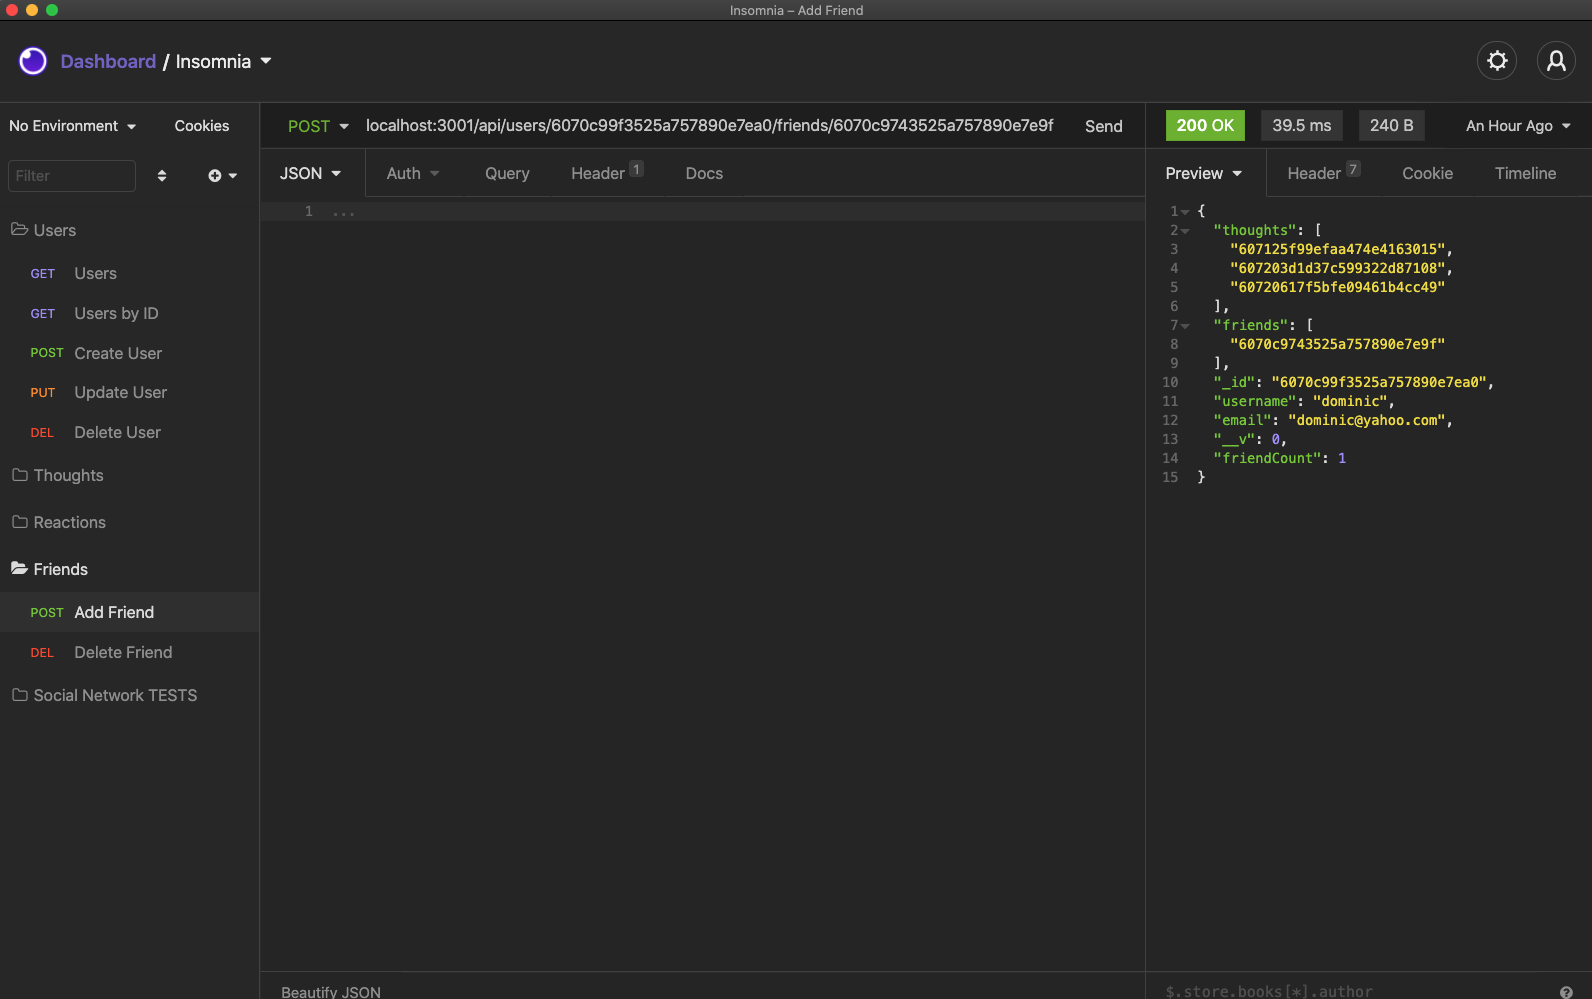 Insomnia – Add Friend
Dashboard / Insomnia
No Environment
Cookies
POST
localhost:3001/api/users/6070c99f3525a757890e7ea0/friends/6070c9743525a757890e7e9f
Send
200 OK
39.5 ms
240 B
An Hour Ago
Filter
JSON
Auth
Query
Header 1
Docs
Preview
Header 7
Cookie
Timeline
Users
GET Users
GET Users by ID
POST Create User
PUT Update User
DEL Delete User
Thoughts
Reactions
Friends
POST Add Friend
DEL Delete Friend
Social Network TESTS
1 ...
1 {
2 "thoughts": [
3 "607125f99efaa474e4163015",
4 "607203d1d37c599322d87108",
5 "60720617f5bfe09461b4cc49"
6 ],
7 "friends": [
8 "6070c9743525a757890e7e9f"
9 ],
10 "_id": "6070c99f3525a757890e7ea0",
11 "username": "dominic",
12 "email": "dominic@yahoo.com",
13 "__v": 0,
14 "friendCount": 1
15 }
Beautify JSON
$.store.books[*].author